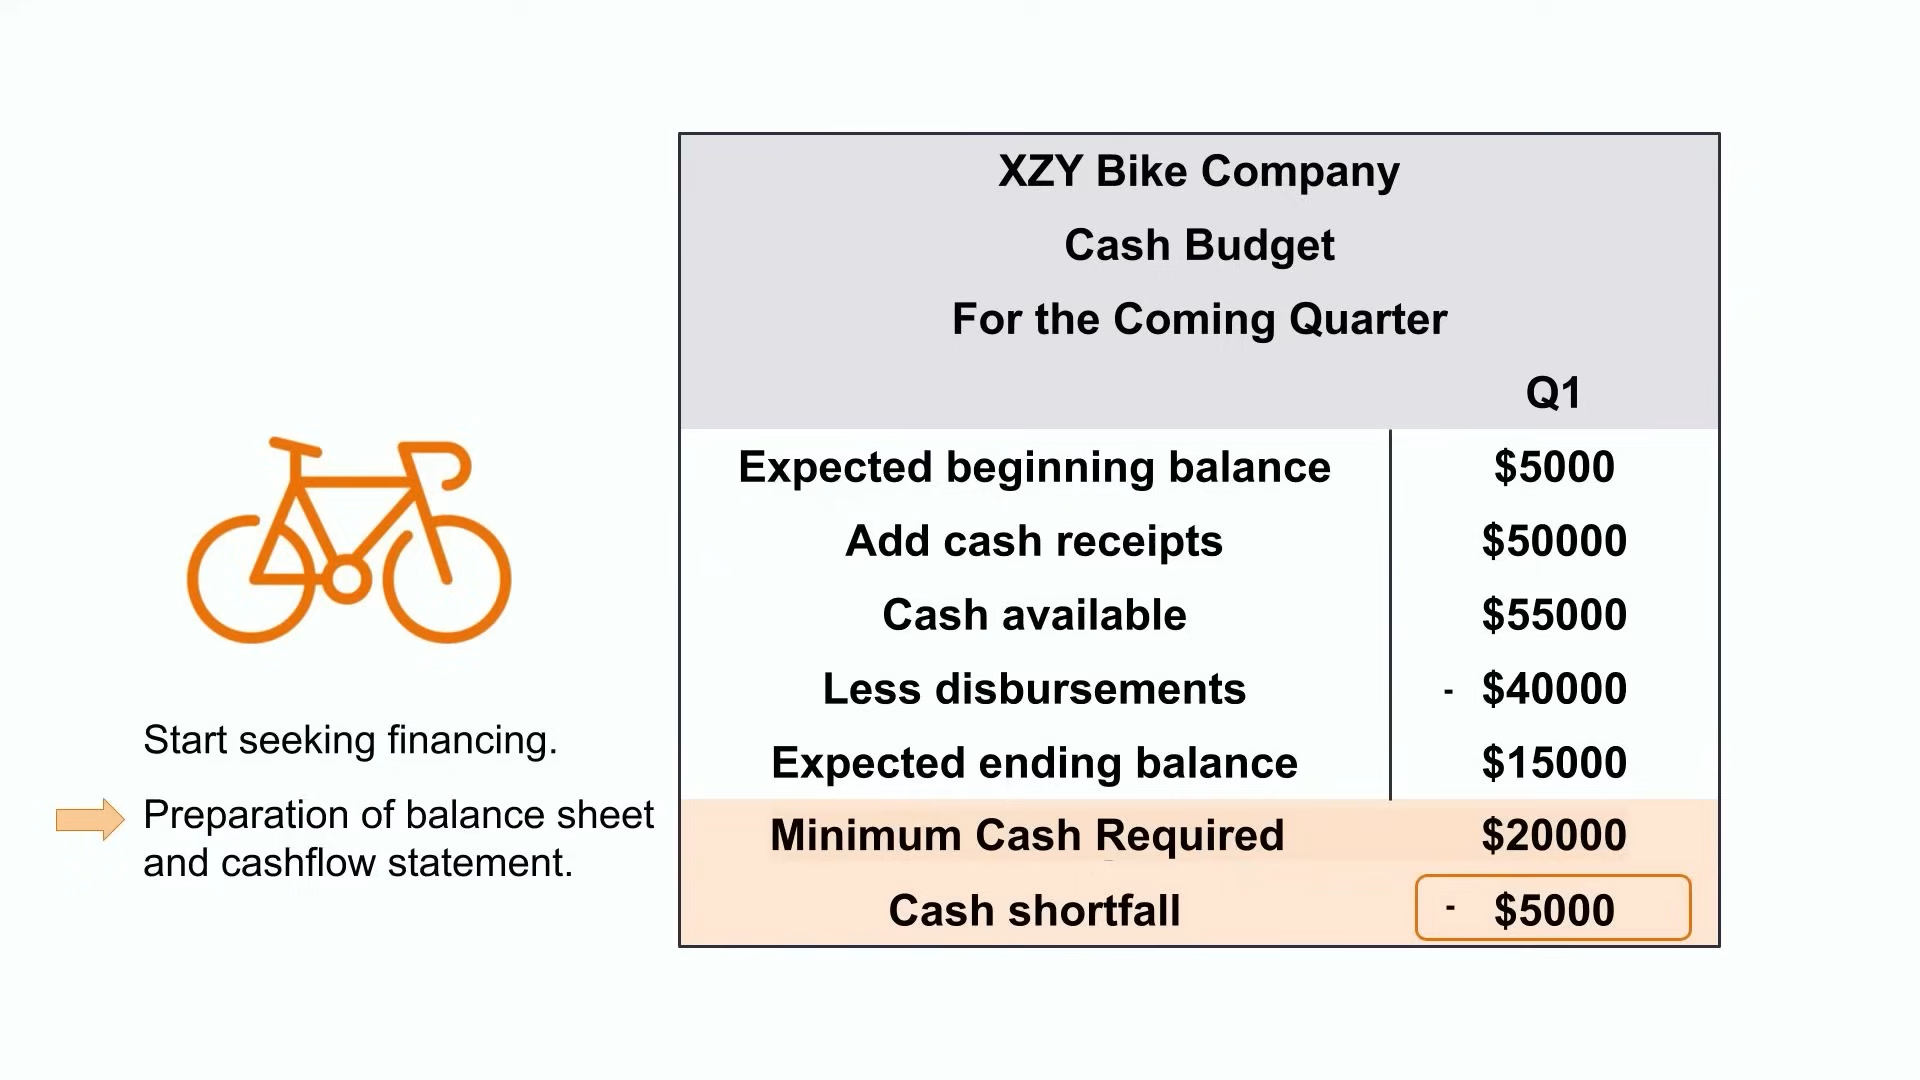 XZY Bike Company
Cash Budget
For the Coming Quarter
Q1
Expected beginning balance $5000
Add cash receipts $50000
Cash available $55000
Less disbursements - $40000
Expected ending balance $15000
Minimum Cash Required $20000
Cash shortfall - $5000
Start seeking financing.
Preparation of balance sheet
and cashflow statement.